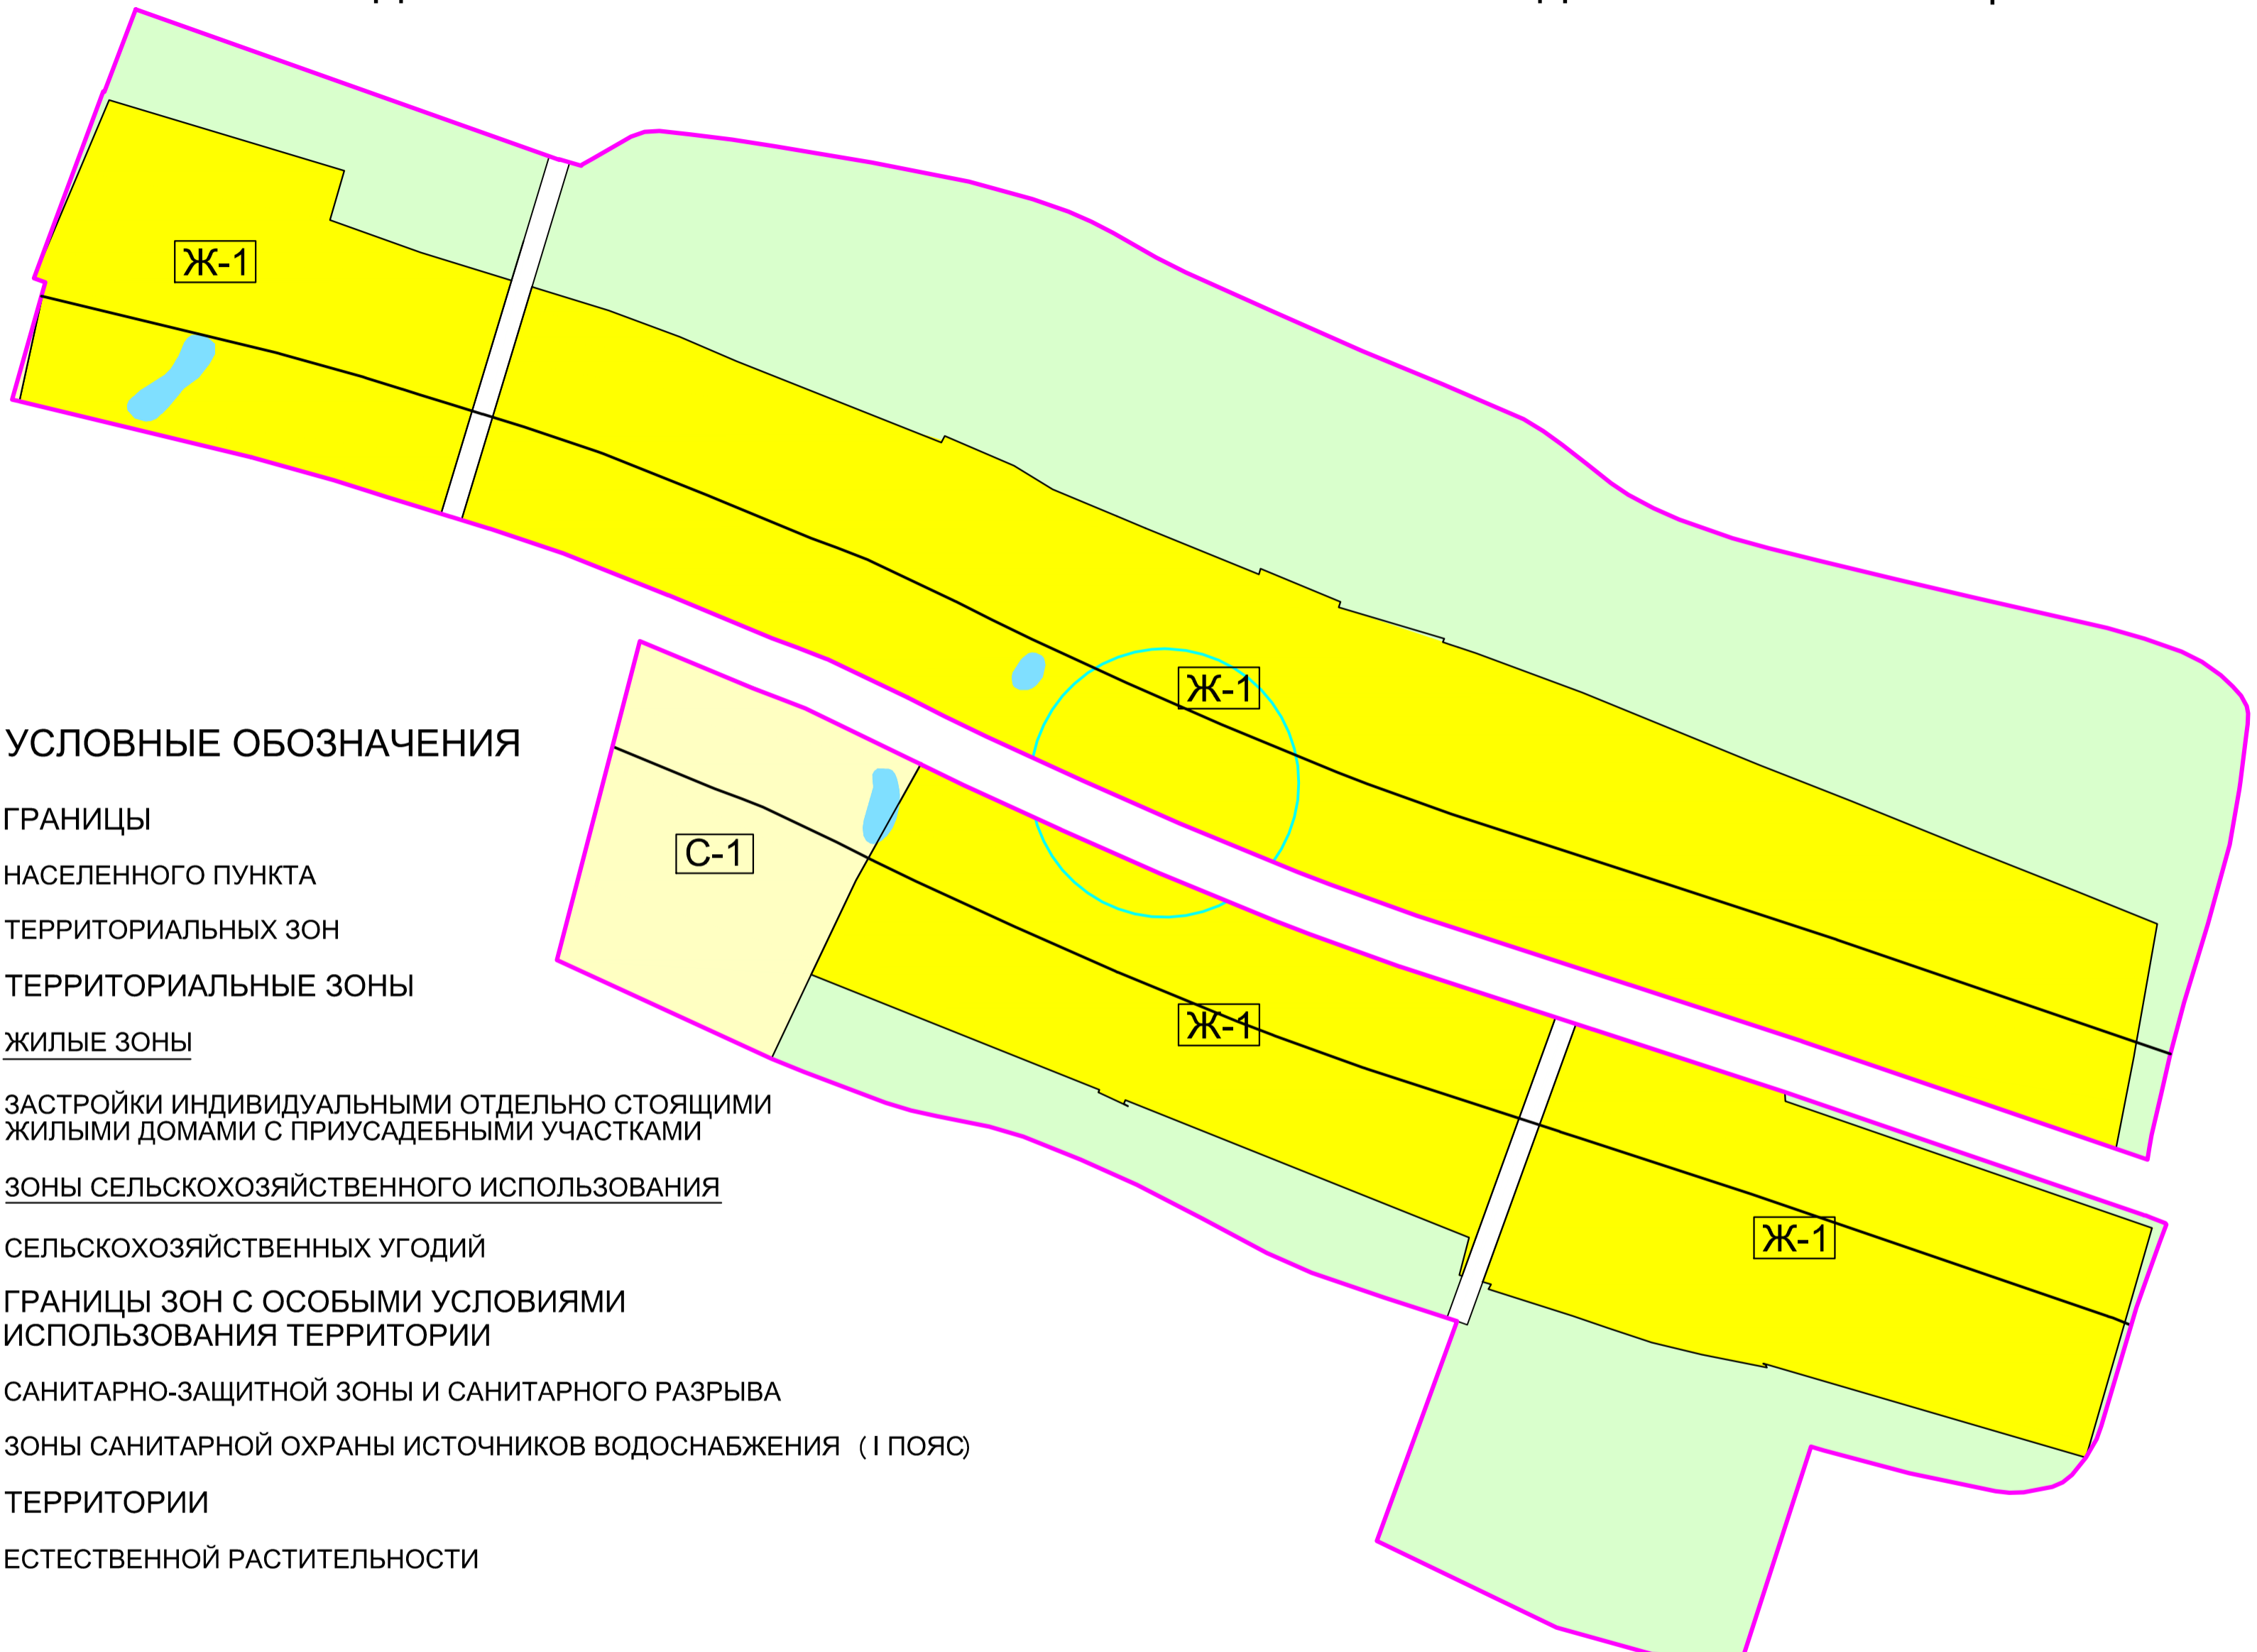 Ж-1
Ж-1
УСЛОВНЫЕ ОБОЗНАЧЕНИЯ
ГРАНИЦЫ
С-1
НАСЕЛЕННОГО ПУНКТА
ТЕРРИТОРИАЛЬНЫХ ЗОН
ТЕРРИТОРИАЛЬНЫЕ ЗОНЫ
Ж-1
ЖИЛЫЕ ЗОНЫ
ЗАСТРОЙКИ ИНДИВИДУАЛЬНЫМИ ОТДЕЛЬНО СТОЯЩИМИ
ЖИЛЫМИ ДОМАМИ С ПРИУСАДЕБНЫМИ УЧАСТКАМИ
ЗОНЫ СЕЛЬСКОХОЗЯЙСТВЕННОГО ИСПОЛЬЗОВАНИЯ
Ж-1
СЕЛЬСКОХОЗЯЙСТВЕННЫХ УГОДИЙ
ГРАНИЦЫ ЗОН С ОСОБЫМИ УСЛОВИЯМИ
ИСПОЛЬЗОВАНИЯ ТЕРРИТОРИИ
САНИТАРНО-ЗАЩИТНОЙ ЗОНЫ И САНИТАРНОГО РАЗРЫВА
ЗОНЫ САНИТАРНОЙ ОХРАНЫ ИСТОЧНИКОВ ВОДОСНАБЖЕНИЯ (I ПОЯС)
ТЕРРИТОРИИ
ЕСТЕСТВЕННОЙ РАСТИТЕЛЬНОСТИ